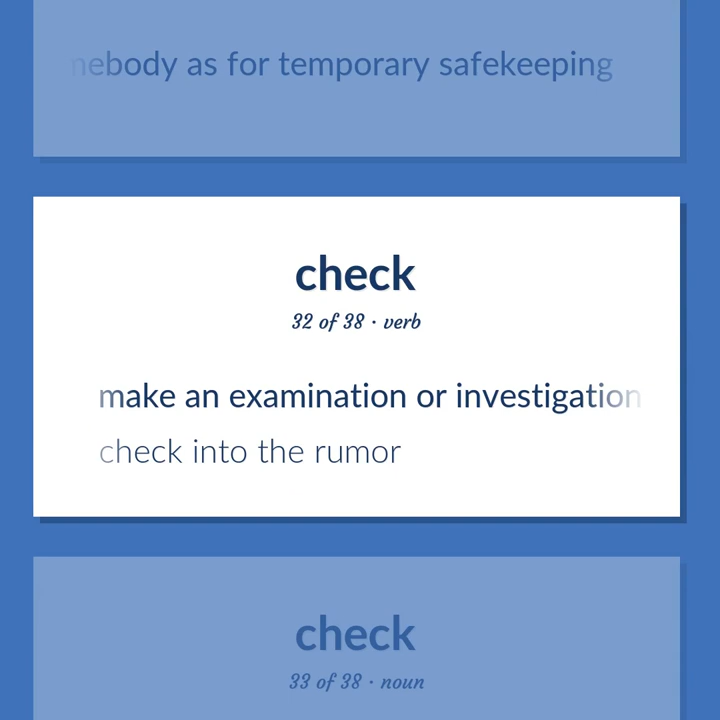 nebody as for temporary safekeeping
check
32 of 38 · verb
make an examination or investigation
check into the rumor
check
33 of 38 · noun